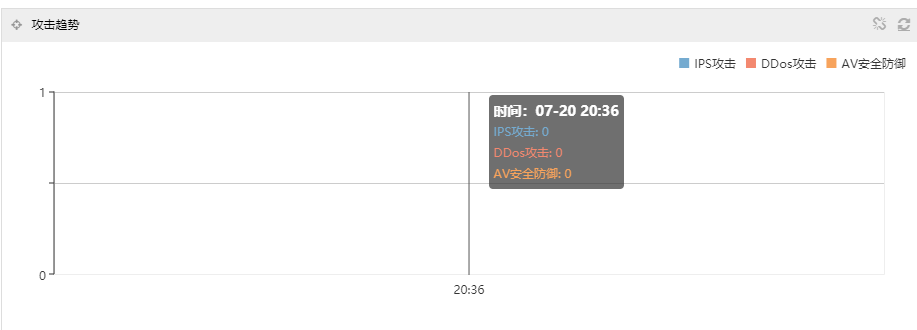 攻击趋势
IPS攻击 DDos攻击 AV安全防御
1
时间：07-20 20:36
IPS攻击: 0
DDos攻击: 0
AV安全防御: 0
0
20:36